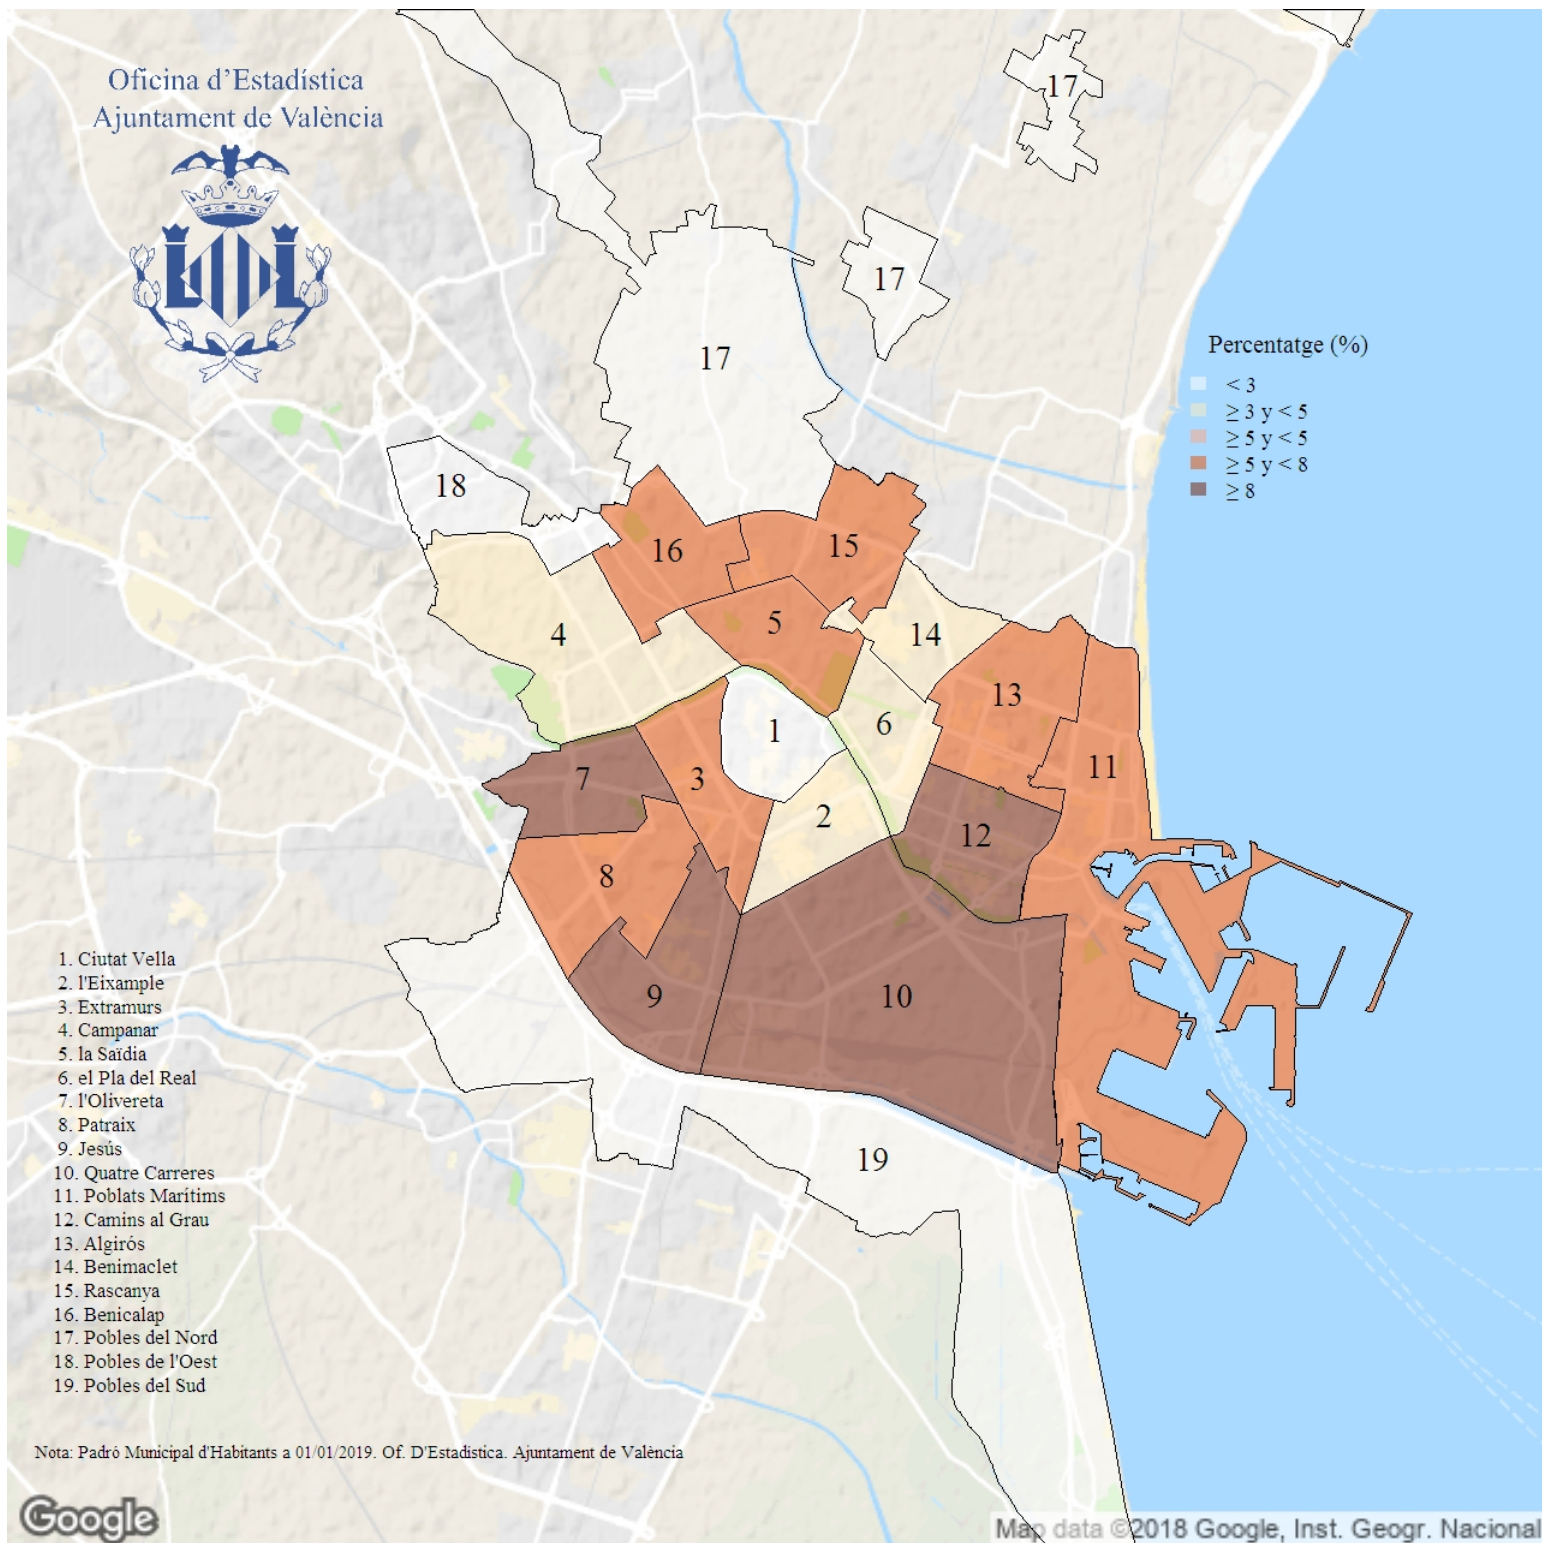 Oficina d'Estadística
Ajuntament de València
17
17
17
18
16
15
5
4
14
13
6
1
11
7
3
2
12
8
9
10
19
Percentatge (%)
< 3
≥ 3 y < 5
≥ 5 y < 5
≥ 5 y < 8
≥ 8
1. Ciutat Vella
2. l'Eixample
3. Extramurs
4. Campanar
5. la Saïdia
6. el Pla del Real
7. l'Olivereta
8. Patraix
9. Jesús
10. Quatre Carreres
11. Poblats Marítims
12. Camins al Grau
13. Algirós
14. Benimaclet
15. Rascanya
16. Benicalap
17. Pobles del Nord
18. Pobles de l'Oest
19. Pobles del Sud
Nota: Padró Municipal d'Habitants a 01/01/2019. Of. D'Estadística. Ajuntament de València
Google
Map data ©2018 Google, Inst. Geogr. Nacional